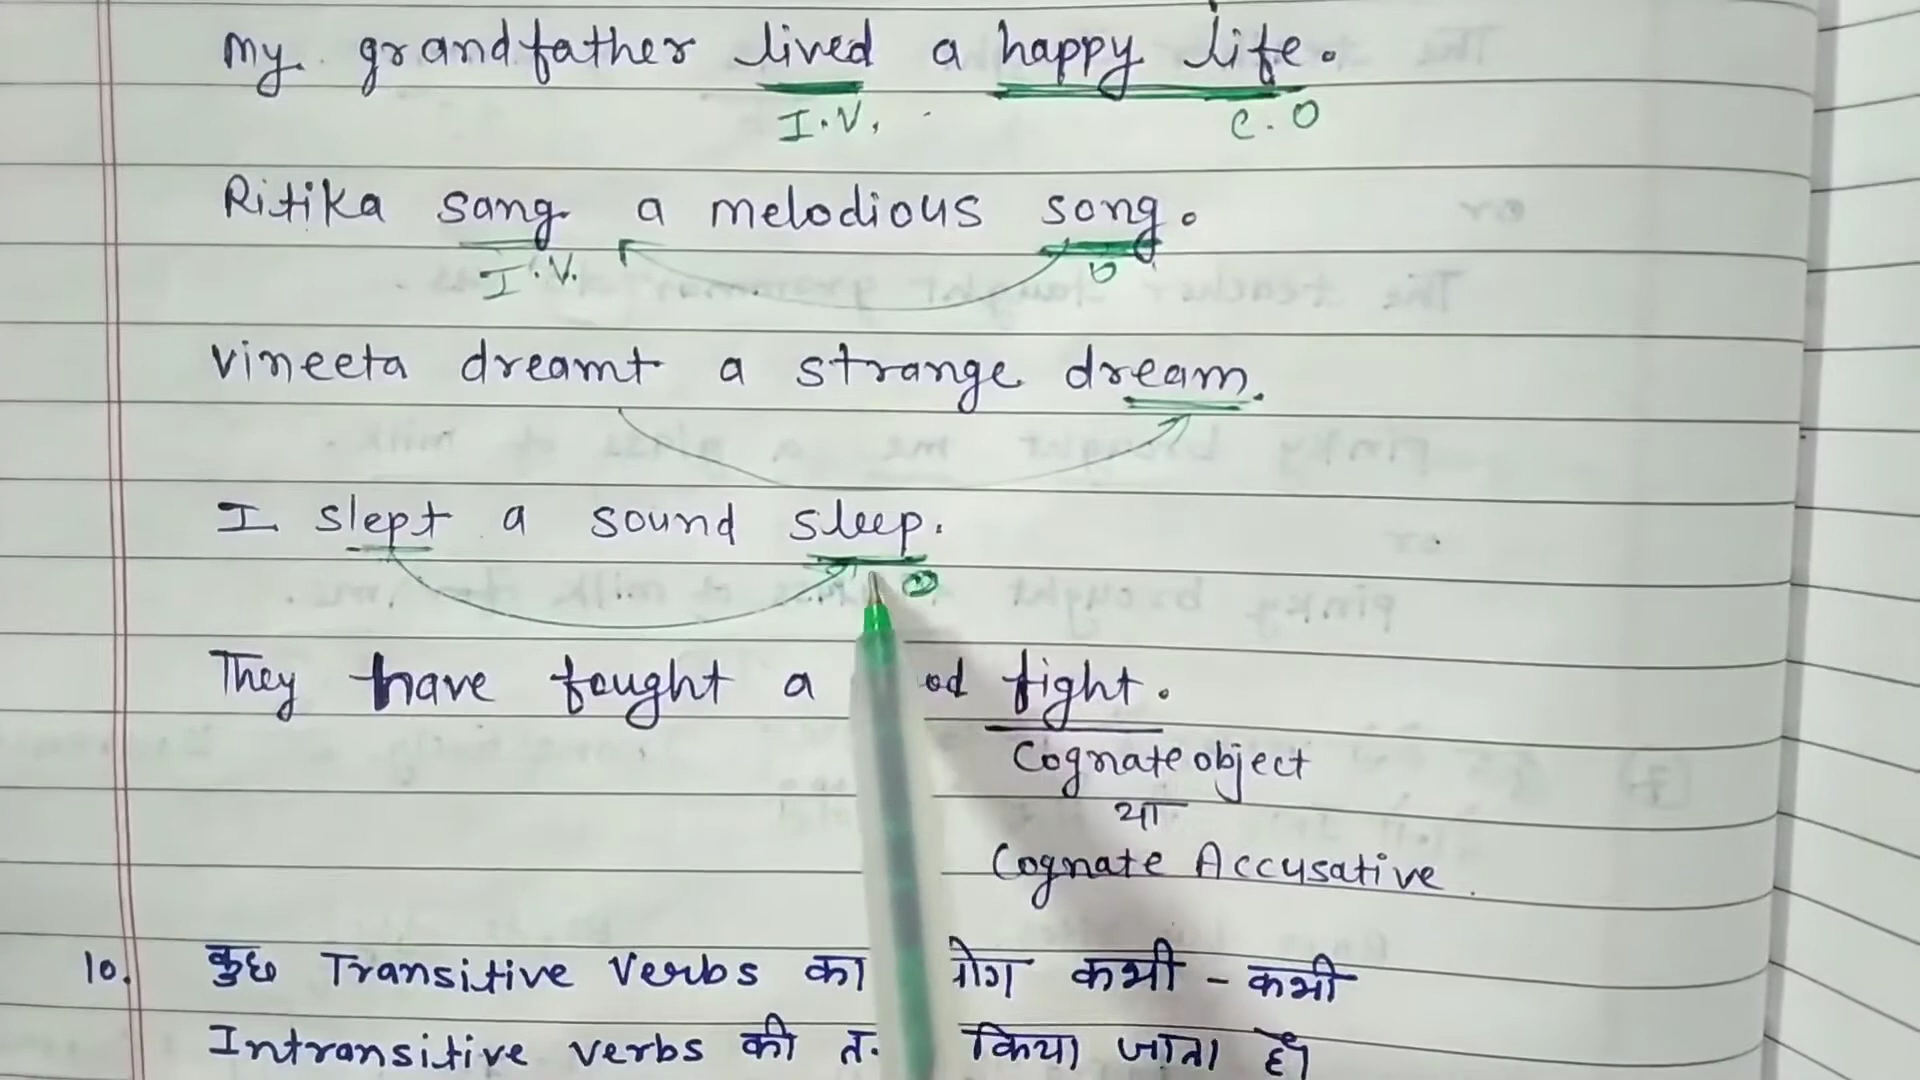 My grandfather lived a happy life.
I.V. C.O
Ritika sang a melodious song.
I.V. O
Vineeta dreamt a strange dream.
I slept a sound sleep.
They have fought a od fight.
Cognate object
या
Cognate Accusative.
10. कुछ Transitive Verbs का कभी - कभी
Intransitive verbs की किया जाता है।